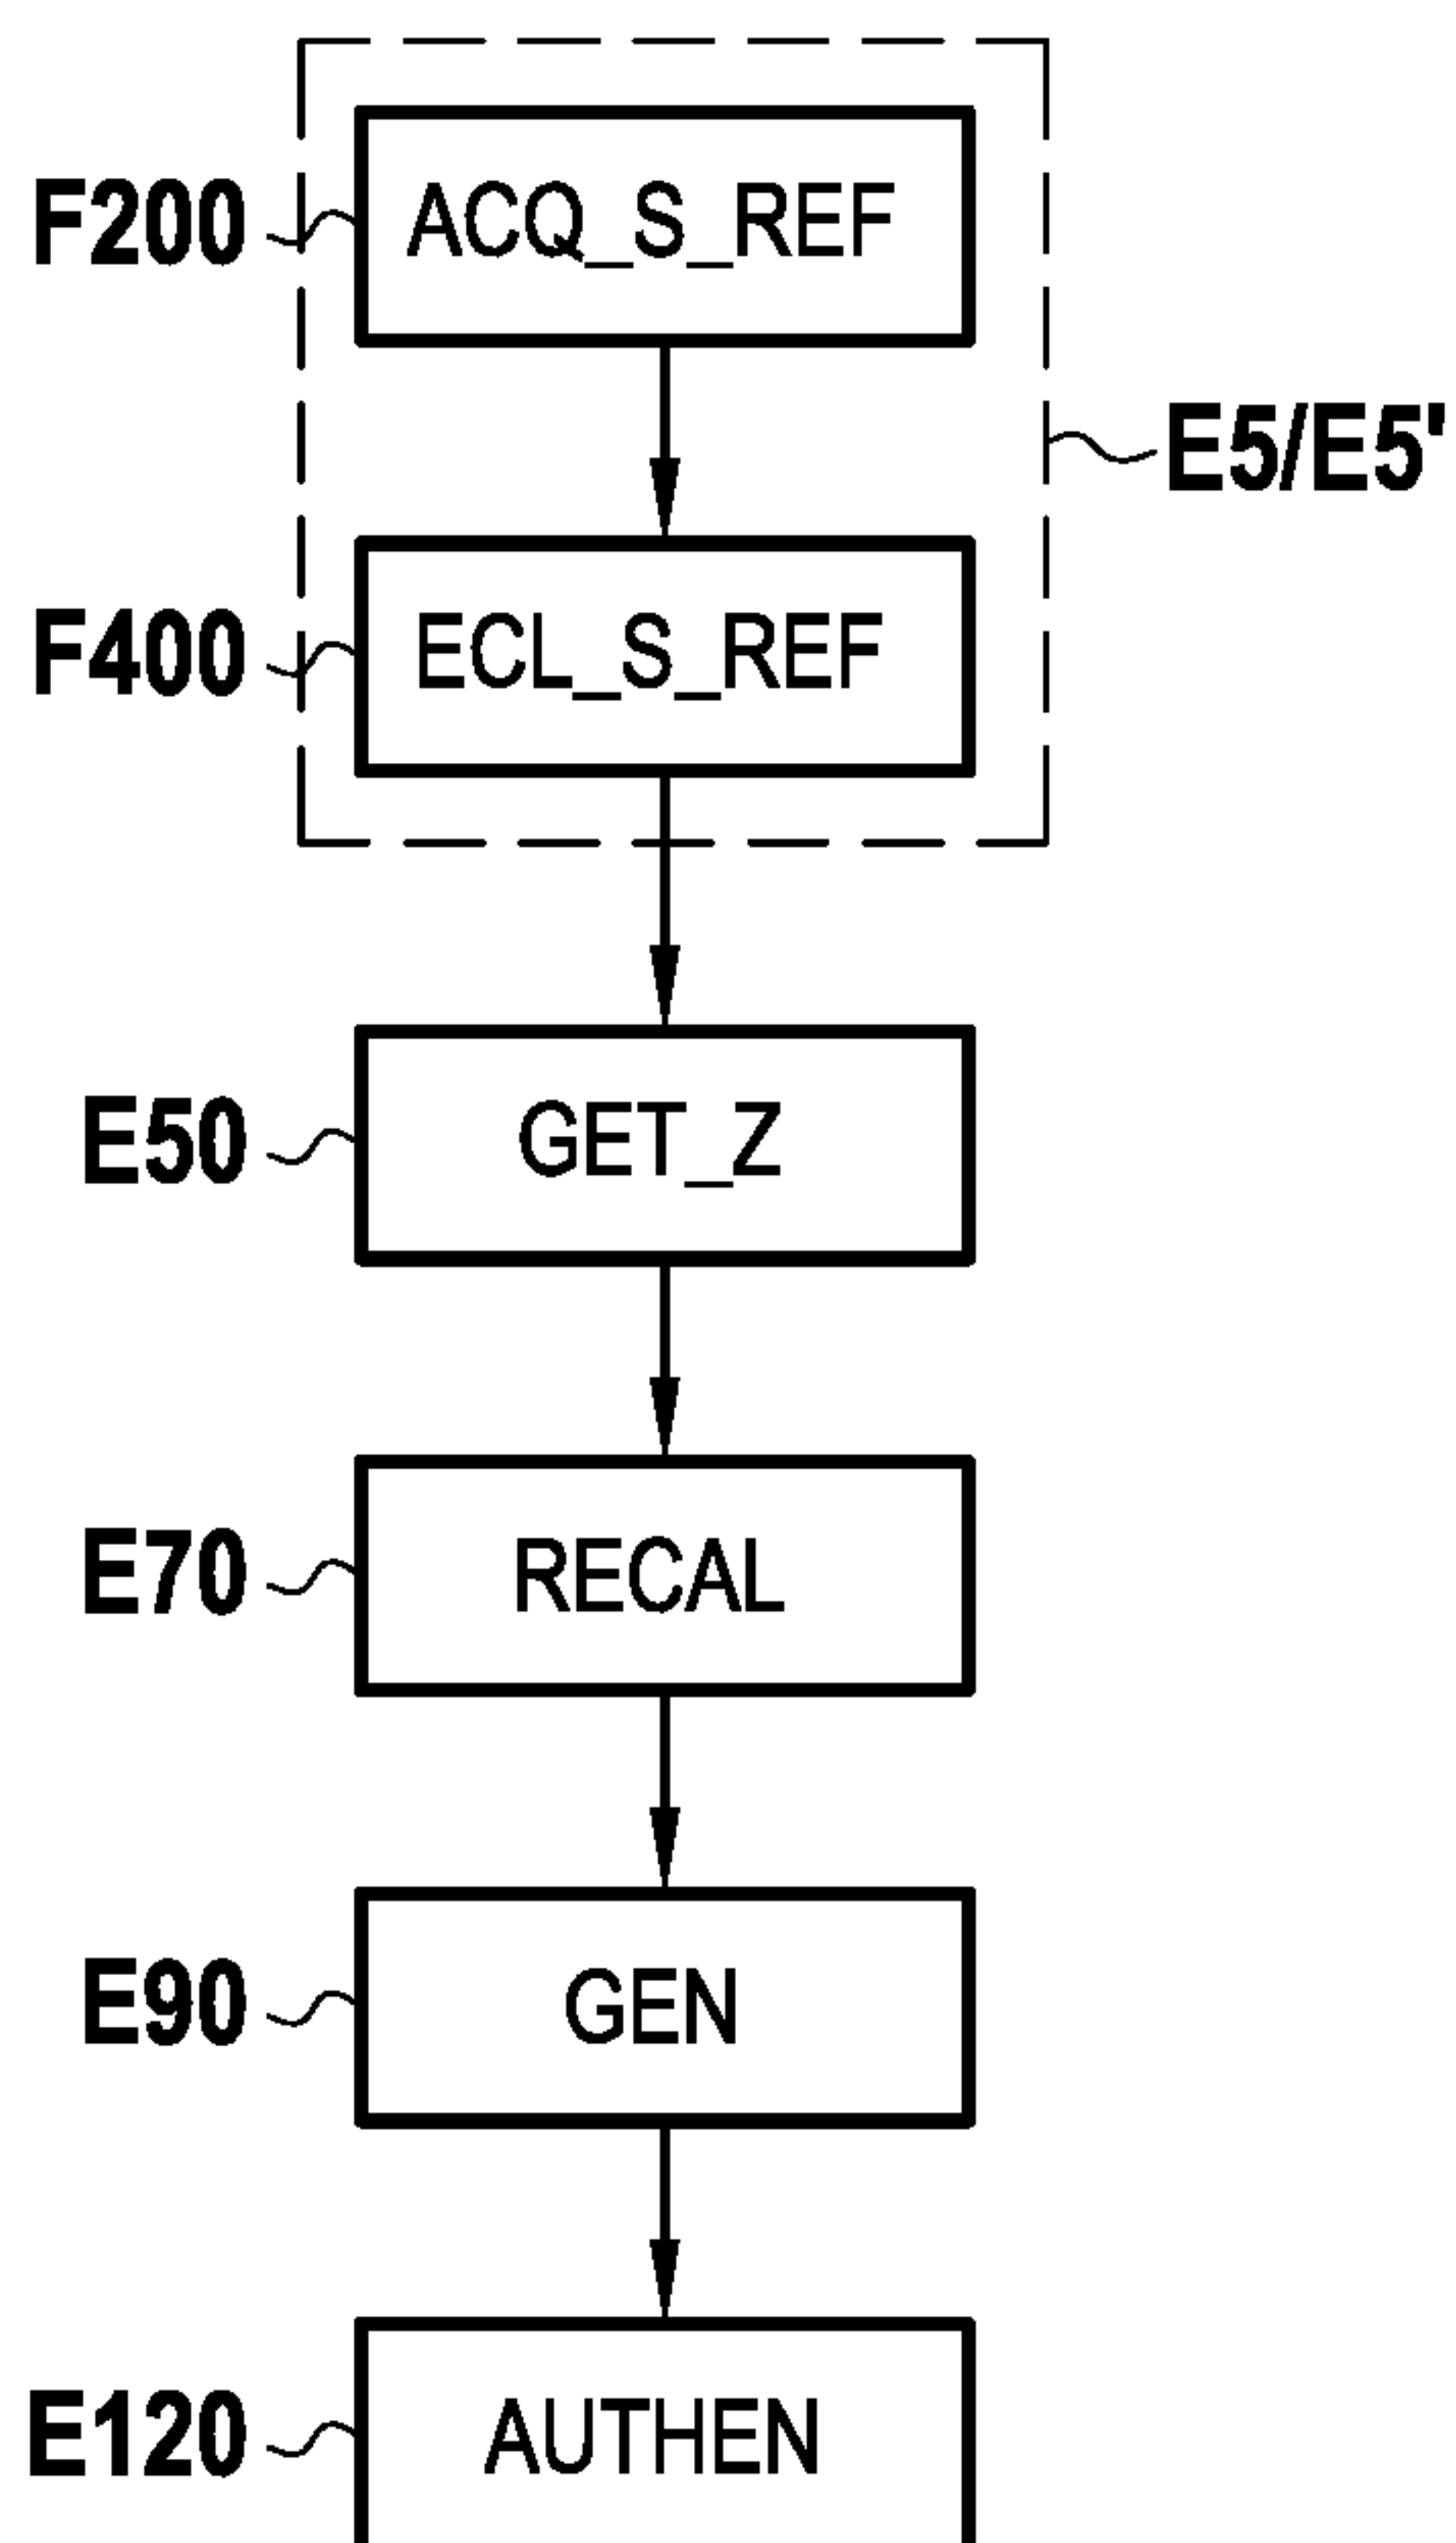 F200 ACQ_S_REF
E5/E5'
F400 ECL_S_REF
E50 GET_Z
E70 RECAL
E90 GEN
E120 AUTHEN